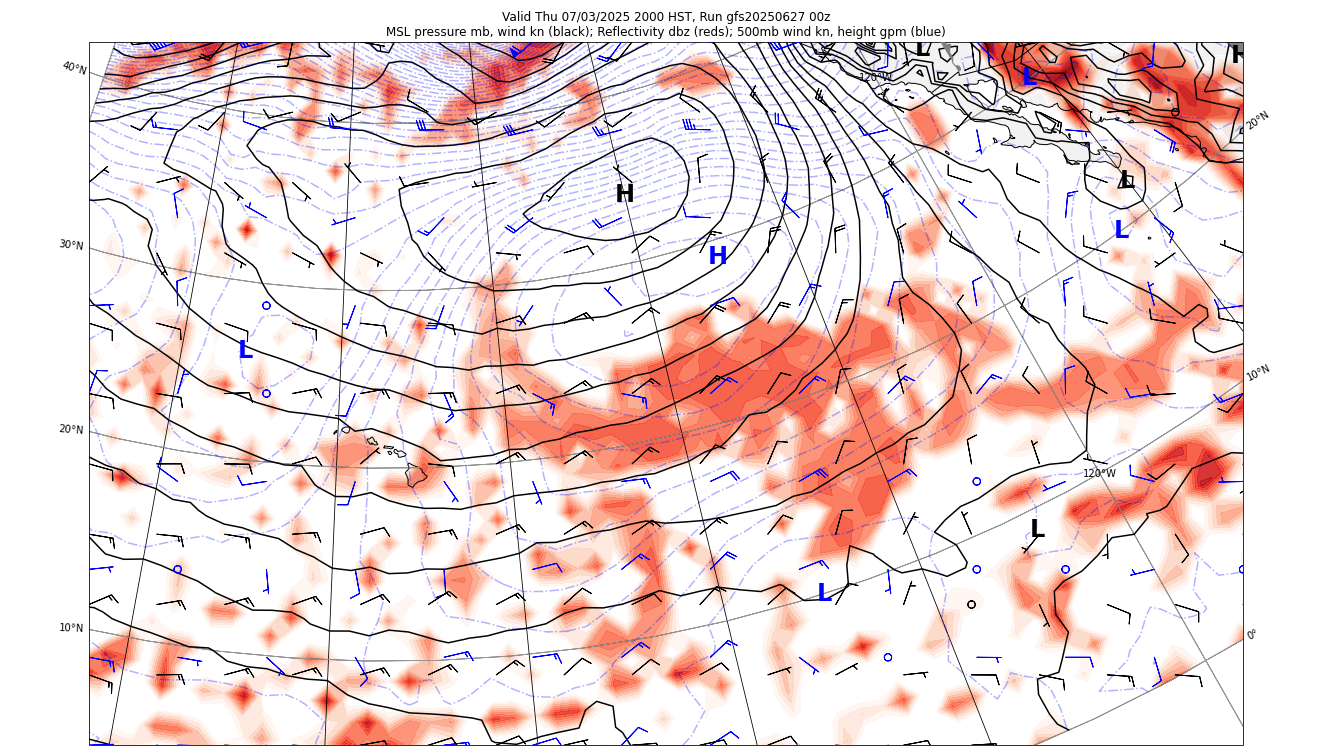 Valid Thu 07/03/2025 2000 HST, Run gfs20250627 00z
MSL pressure mb, wind kn (black); Reflectivity dbz (reds); 500mb wind kn, height gpm (blue)
L
H
40°N
120°W
L
20°N
H
L
L
30°N
H
L
10°N
20°N
120°W
L
L
10°N
0°